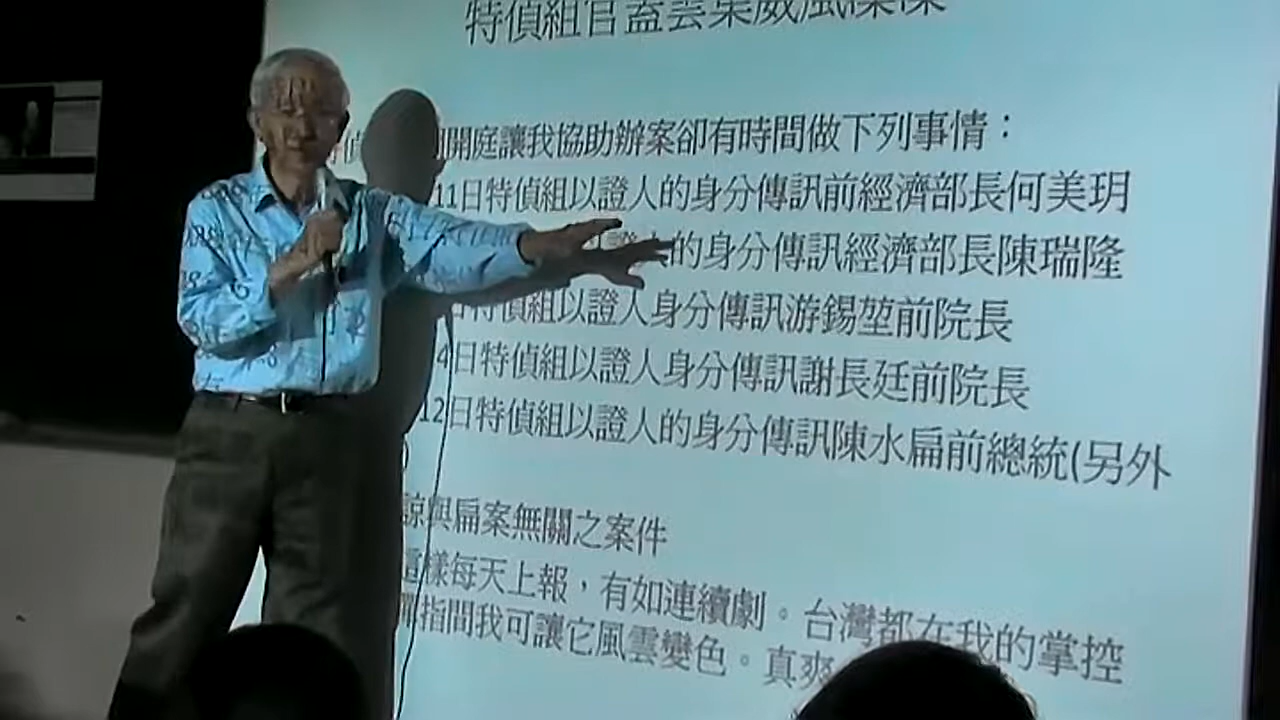 特偵組官蓋雲集威風凜凜
開庭讓我協助辦案卻有時間做下列事情：
11日特偵組以證人的身分傳訊前經濟部長何美玥
證人的身分傳訊經濟部長陳瑞隆
日特偵組以證人身分傳訊游錫堃前院長
4日特偵組以證人身分傳訊謝長廷前院長
12日特偵組以證人的身分傳訊陳水扁前總統(另外
諒與扁案無關之案件
這樣每天上報，有如連續劇。台灣都在我的掌控
彈指間我可讓它風雲變色。真爽